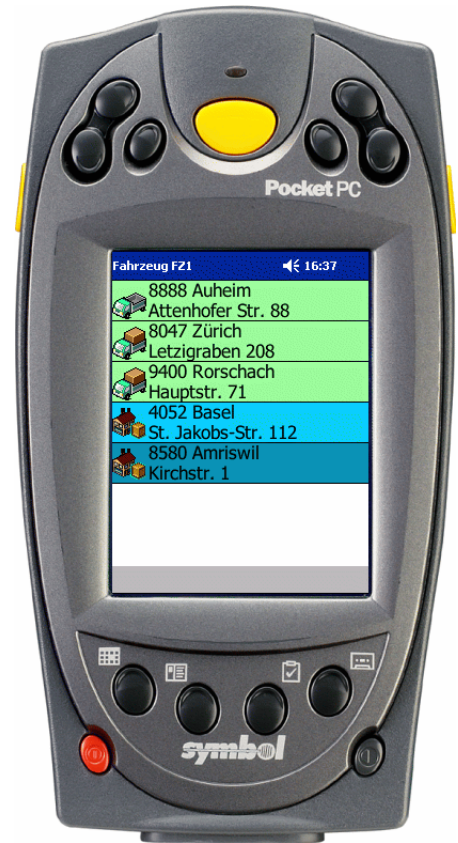 Pocket PC
Fahrzeug FZ1 16:37
8888 Auheim
Attenhofer Str. 88
8047 Zürich
Letzigraben 208
9400 Rorschach
Hauptstr. 71
4052 Basel
St. Jakobs-Str. 112
8580 Amriswil
Kirchstr. 1
symbol